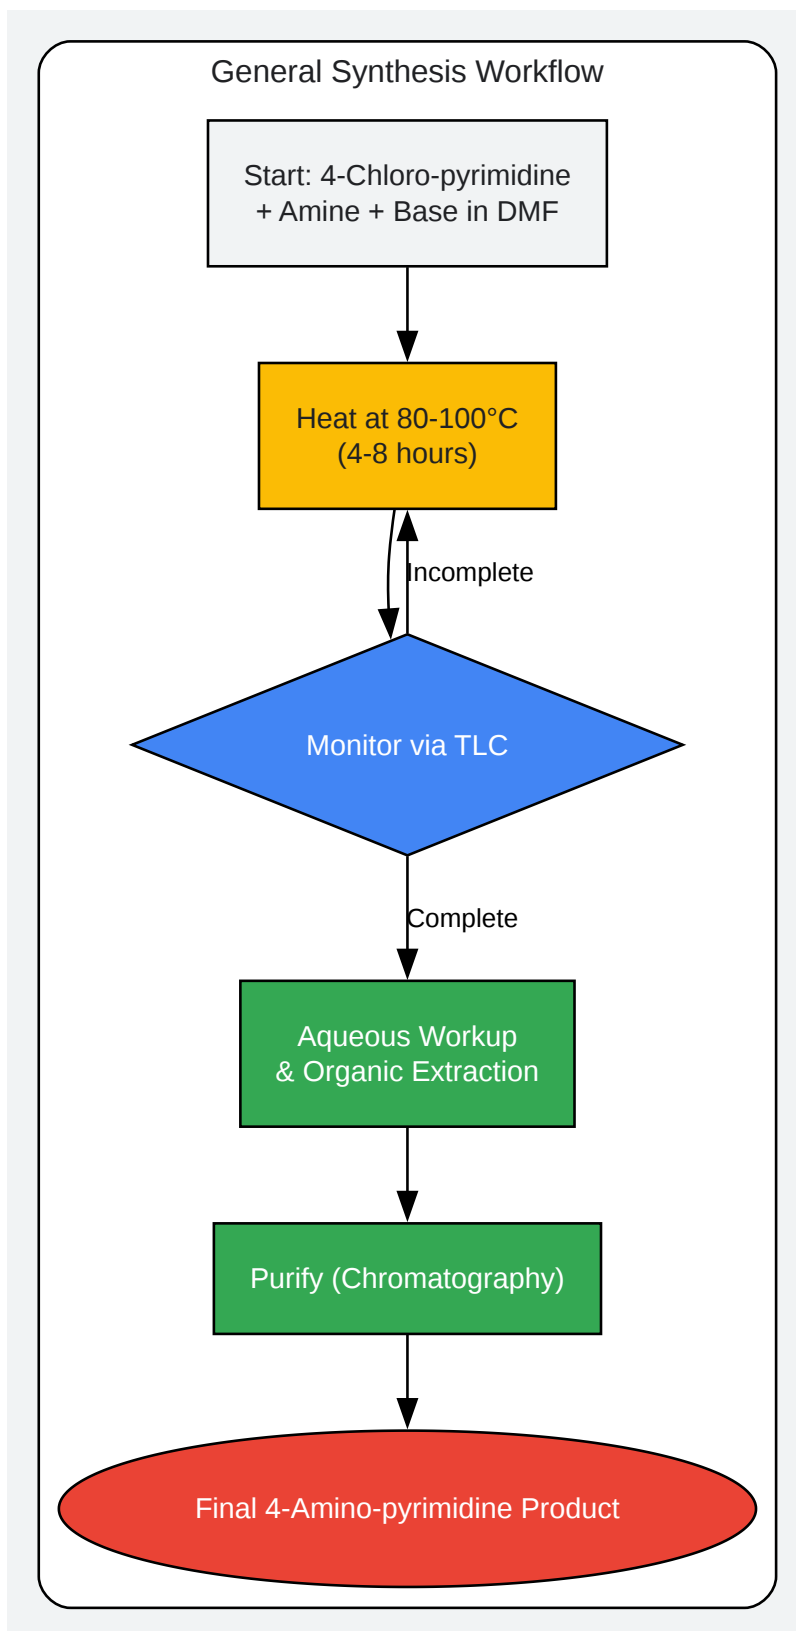 General Synthesis Workflow
Start: 4-Chloro-pyrimidine
+ Amine + Base in DMF
Heat at 80-100°C
(4-8 hours)
Incomplete
Monitor via TLC
Complete
Aqueous Workup
& Organic Extraction
Purify (Chromatography)
Final 4-Amino-pyrimidine Product